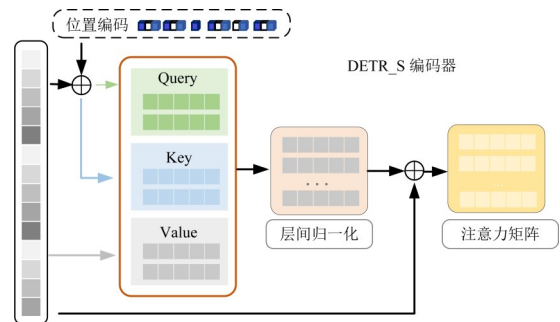 位置编码
DETR_S 编码器
Query
Key
Value
...
...
层间归一化
注意力矩阵